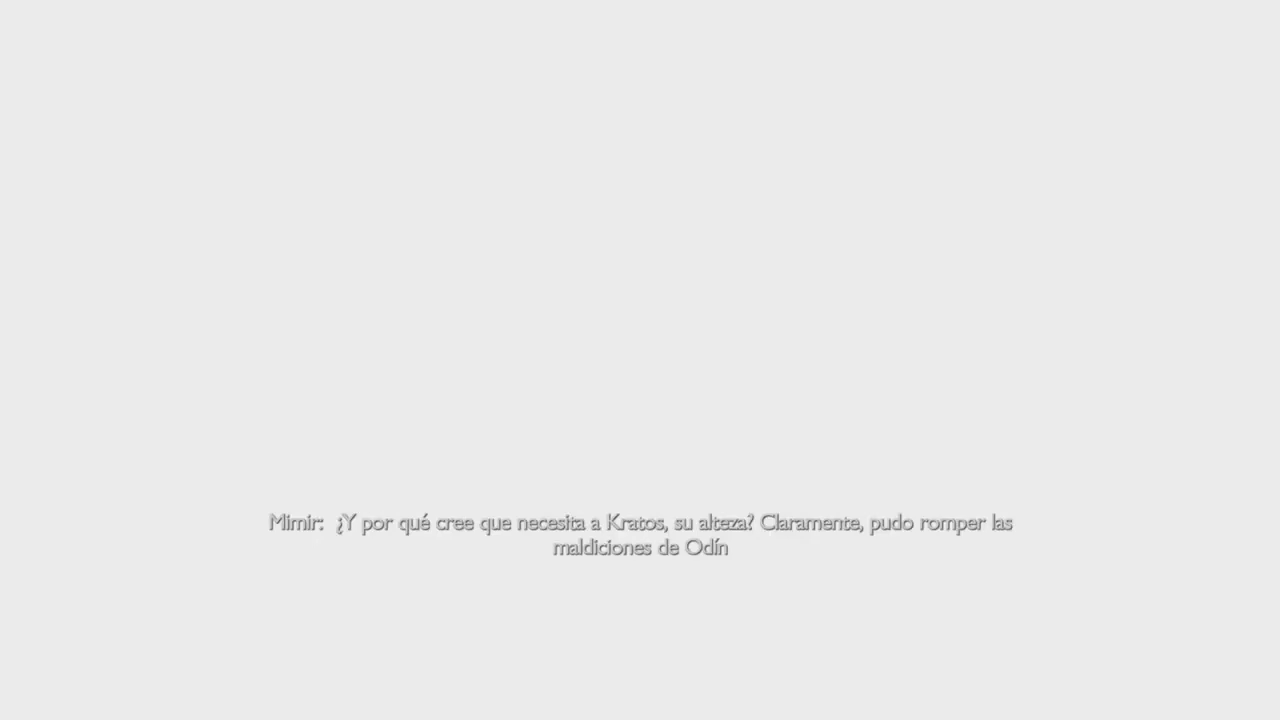 Mimir: ¿Y por qué cree que necesita a Kratos, su alteza? Claramente, pudo romper las
maldiciones de Odín